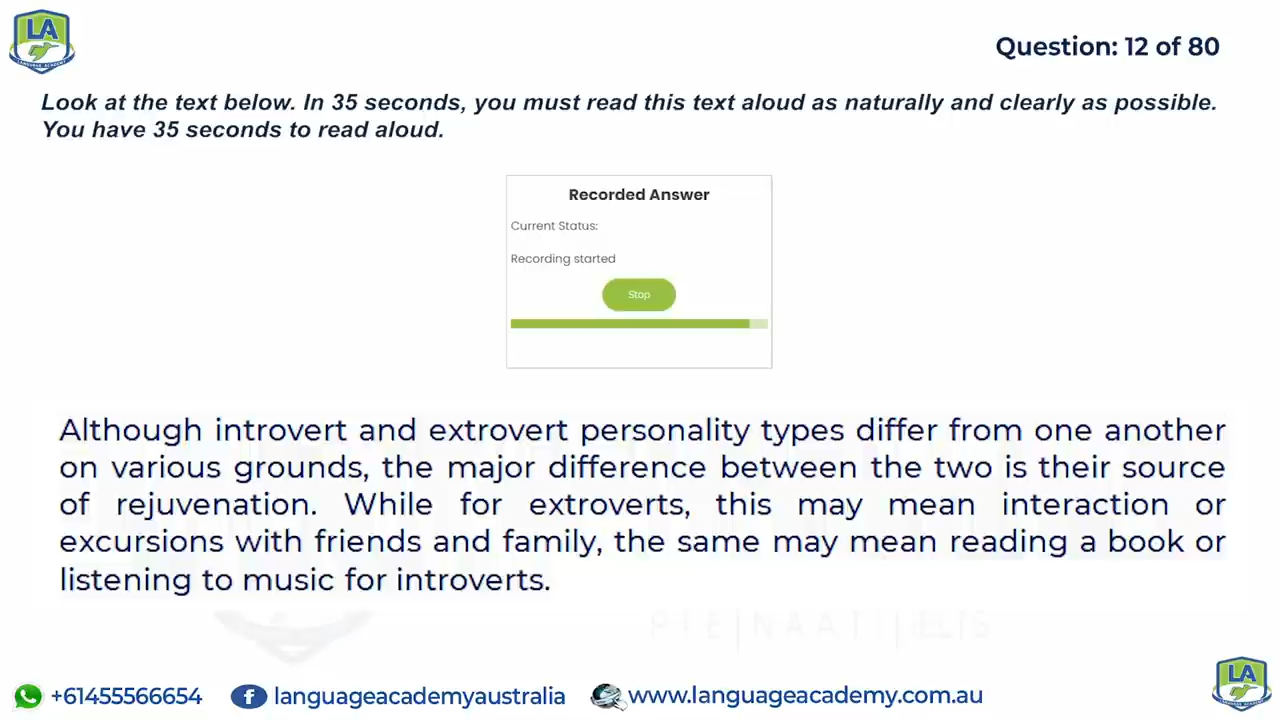 LA
LANGUAGE ACADEMY
Question: 12 of 80
Look at the text below. In 35 seconds, you must read this text aloud as naturally and clearly as possible.
You have 35 seconds to read aloud.
Recorded Answer
Current Status:
Recording started
Stop
Although introvert and extrovert personality types differ from one another
on various grounds, the major difference between the two is their source
of rejuvenation. While for extroverts, this may mean interaction or
excursions with friends and family, the same may mean reading a book or
listening to music for introverts.
PTE | NAATI | IELTS
+61455566654
languageacademyaustralia
www.languageacademy.com.au
LA